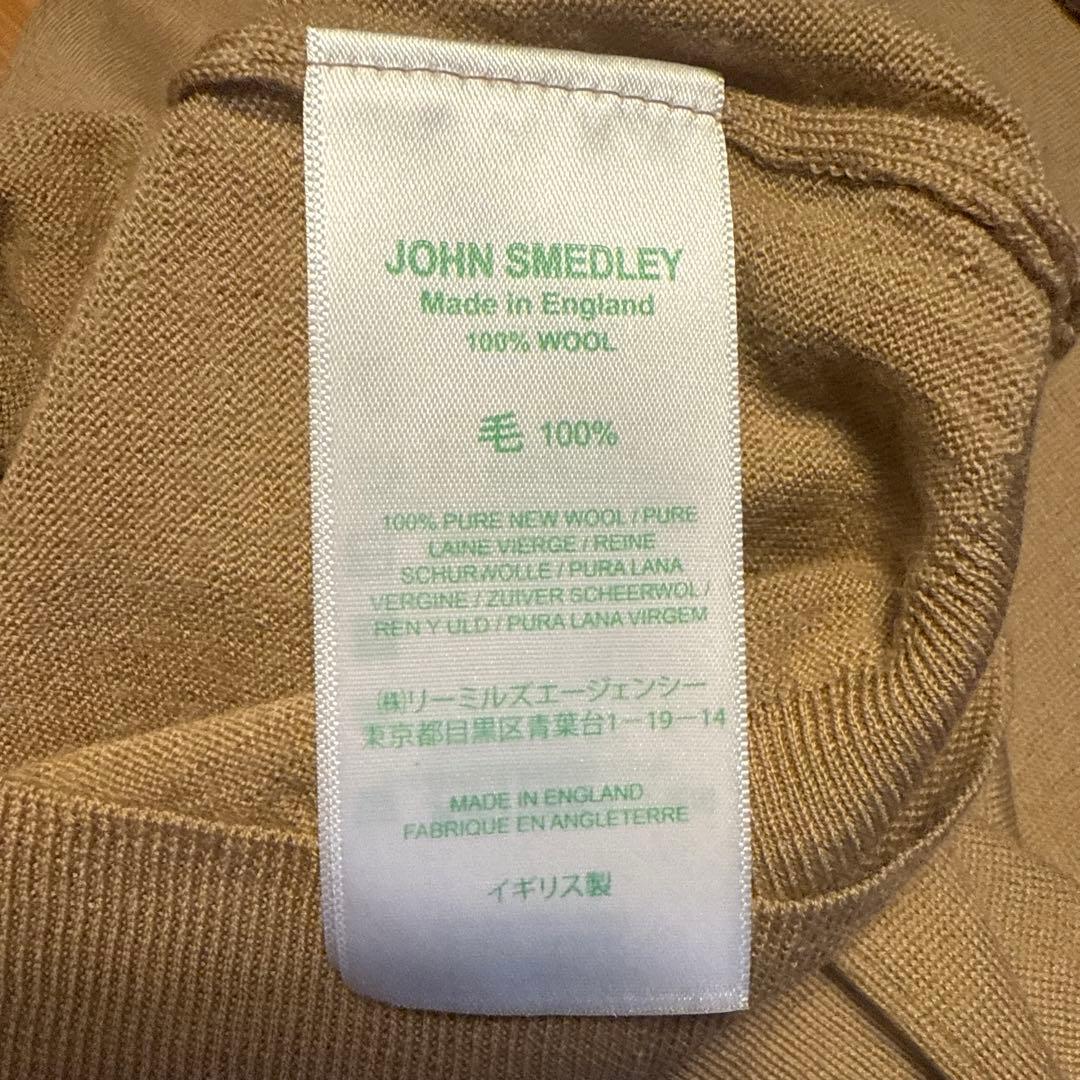 JOHN SMEDLEY
Made in England
100% WOOL
毛 100%
100% PURE NEW WOOL / PURE
LAINE VIERGE / REINE
SCHURWOLLE / PURA LANA
VERGINE / ZUIVER SCHEERWOL /
REN Y ULD / PURA LANA VIRGEM
㈱リーミルズエージェンシー
東京都目黒区青葉台1-19-14
MADE IN ENGLAND
FABRIQUE EN ANGLETERRE
イギリス製